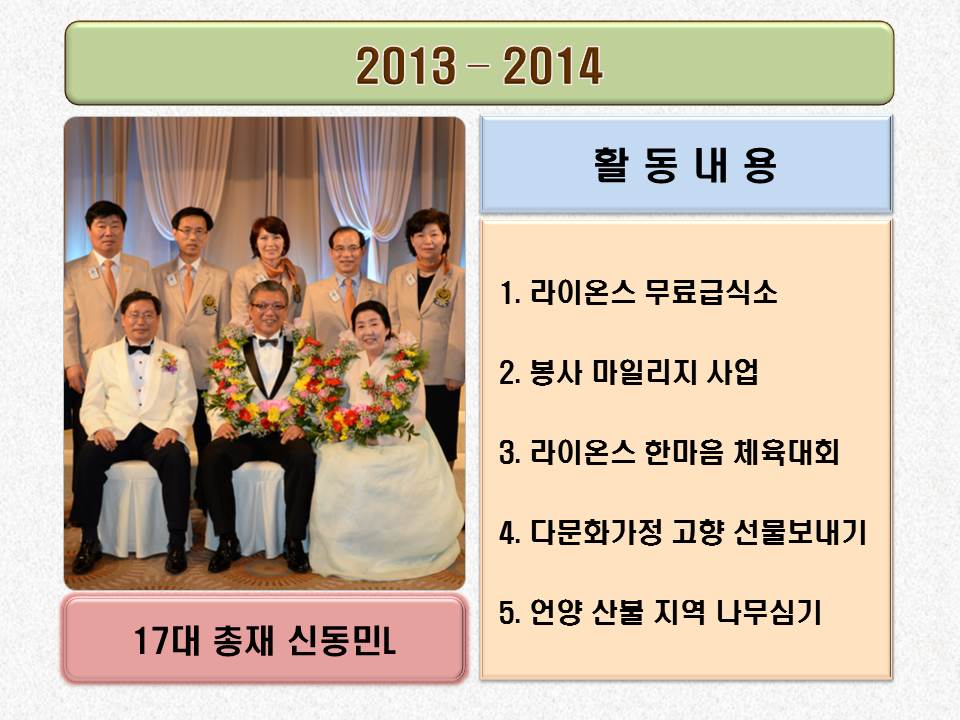 2013 – 2014
활 동 내 용
1. 라이온스 무료급식소
2. 봉사 마일리지 사업
3. 라이온스 한마음 체육대회
4. 다문화가정 고향 선물보내기
5. 언양 산불 지역 나무심기
17대 총재 신동민L